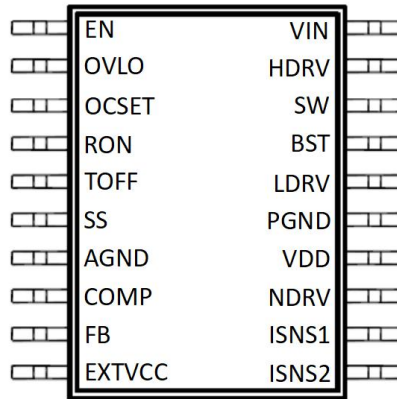 EN VIN
OVLO HDRV
OCSET SW
RON BST
TOFF LDRV
SS PGND
AGND VDD
COMP NDRV
FB ISNS1
EXTVCC ISNS2